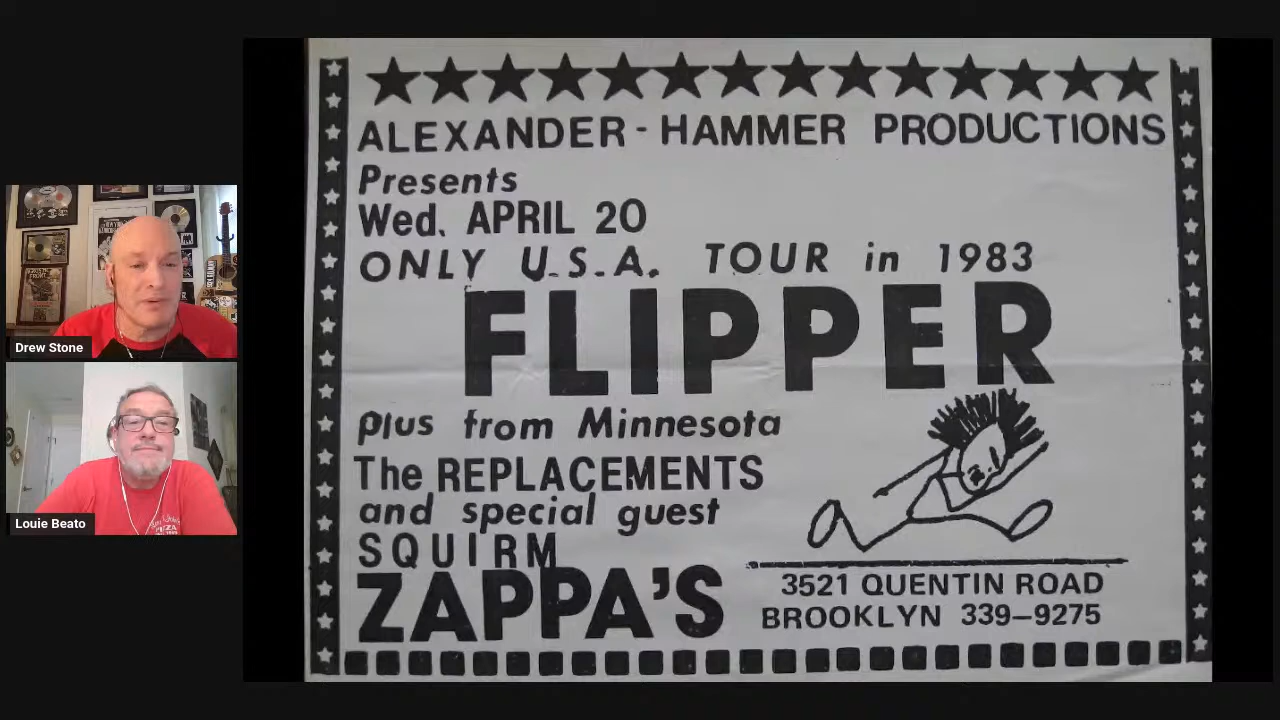 ALEXANDER - HAMMER PRODUCTIONS
Presents
Wed. APRIL 20
ONLY U.S.A. TOUR in 1983
FLIPPER
plus from Minnesota
The REPLACEMENTS
and special guest
SQUIRM
ZAPPA'S
3521 QUENTIN ROAD
BROOKLYN 339-9275
Drew Stone
Louie Beato